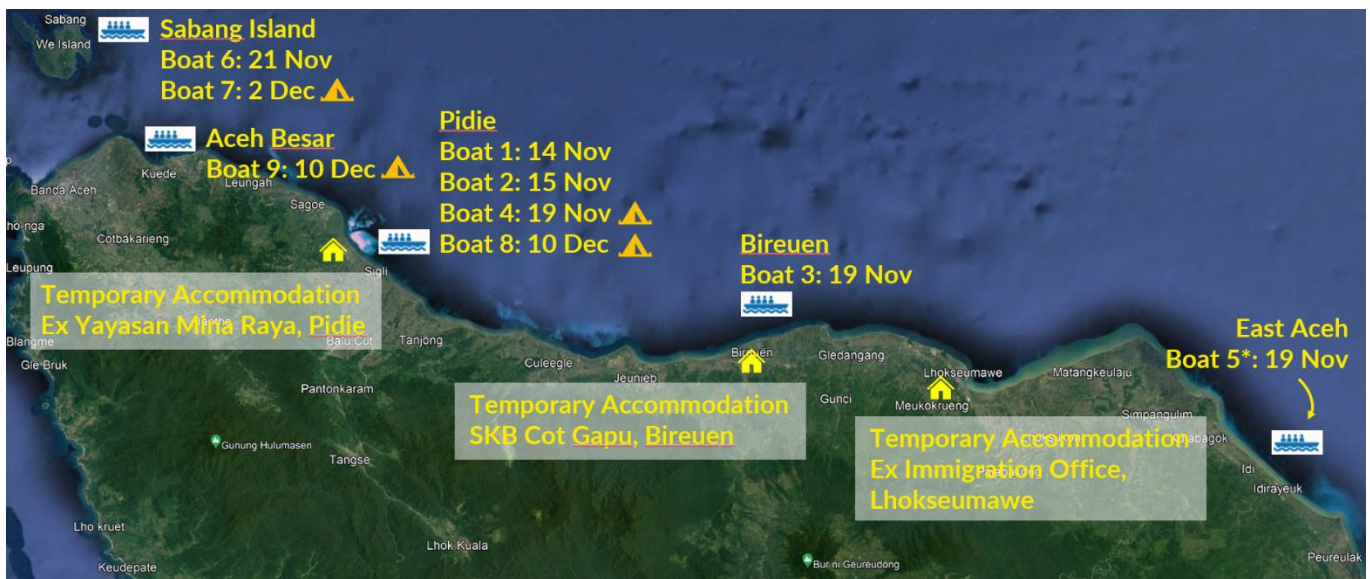 Sabang
We Island
Sabang Island
Boat 6: 21 Nov
Boat 7: 2 Dec
Aceh Besar
Boat 9: 10 Dec
Pidie
Boat 1: 14 Nov
Boat 2: 15 Nov
Boat 4: 19 Nov
Boat 8: 10 Dec
Bireuen
Boat 3: 19 Nov
East Aceh
Boat 5*: 19 Nov
Kuede
Leungah
Banda Aceh
Sagoe
Cotbakarieng
Leupung
Sigli
Temporary Accommodation
Ex Yayasan Mina Raya, Pidie
Balu Cut
Tanjong
Blangme
Gle Bruk
Culeegle
Jeunieb
Bireuën
Gledangang
Lhokseumawe
Matangkeulaju
Pantonkaram
Gunci
Meukokrueng
Simpangulim
Temporary Accommodation
SKB Cot Gapu, Bireuen
Temporary Accommodation
Ex Immigration Office,
Lhokseumawe
Gunung Hulumasen
Tangse
Idi
Idirayeuk
Lho kruet
Lhok Kuala
Keudepate
Bur ni Geureudong
Peureulak